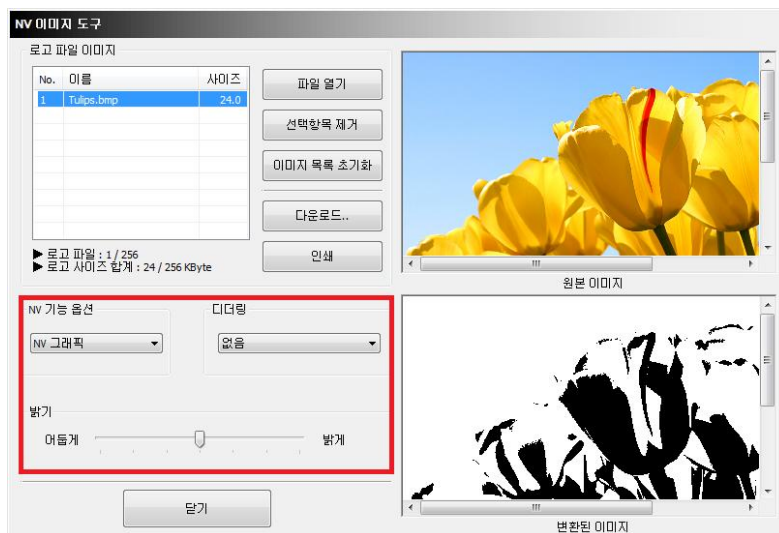 NV 이미지 도구
로고 파일 이미지
No. 이름 사이즈
1 Tulips.bmp 24.0
파일 열기
선택항목 제거
이미지 목록 초기화
다운로드..
인쇄
▶ 로고 파일 : 1 / 256
▶ 로고 사이즈 합계 : 24 / 256 KByte
원본 이미지
NV 기능 옵션
NV 그래픽
디더링
없음
밝기
어둡게 밝게
닫기
변환된 이미지